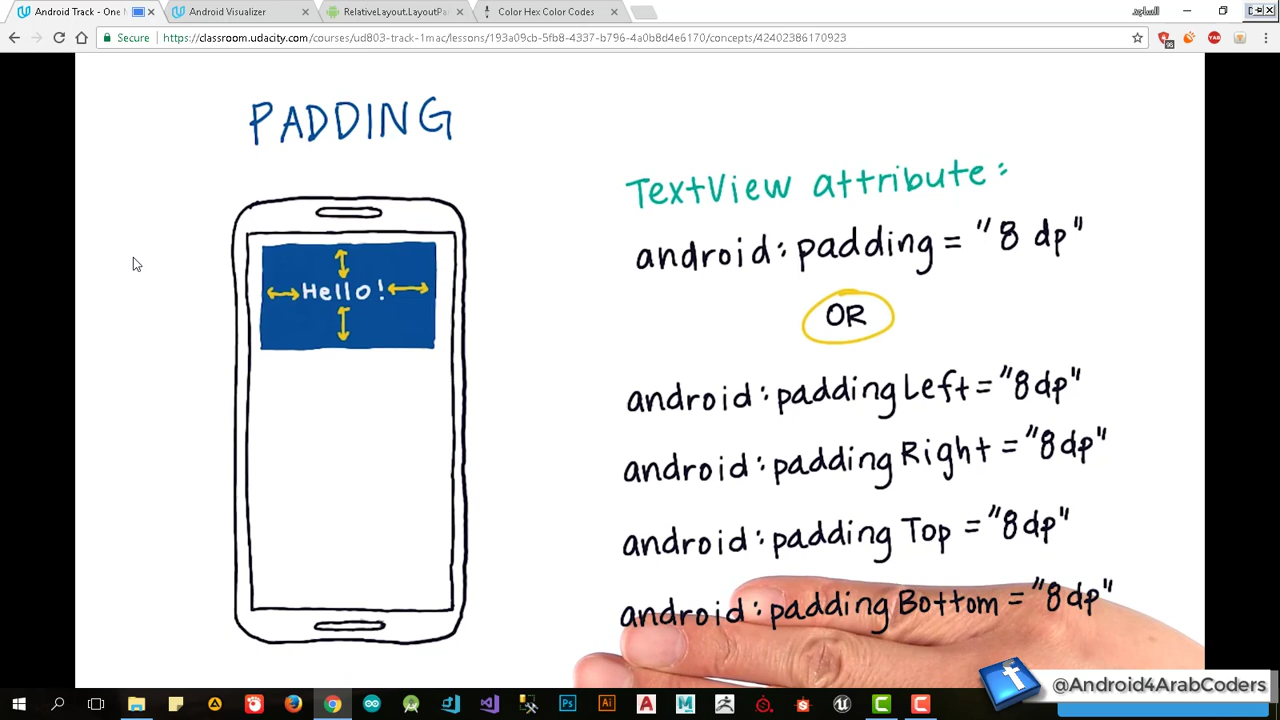 Android Track - One M
Android Visualizer
RelativeLayout.LayoutPa
Color Hex Color Codes
Secure
https://classroom.udacity.com/courses/ud803-track-1mac/lessons/193a09cb-5fb8-4337-b796-4a0b8d4e6170/concepts/42402386170923
PADDING
Hello!
TextView attribute:
android:padding = "8 dp"
OR
android:paddingLeft = "8dp"
android:paddingRight = "8dp"
android:paddingTop = "8dp"
android:paddingBottom = "8dp"
@Android4ArabCoders